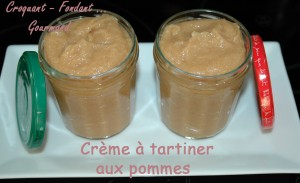 Croquant - Fondant
Gourmand
Crème à tartiner
aux pommes